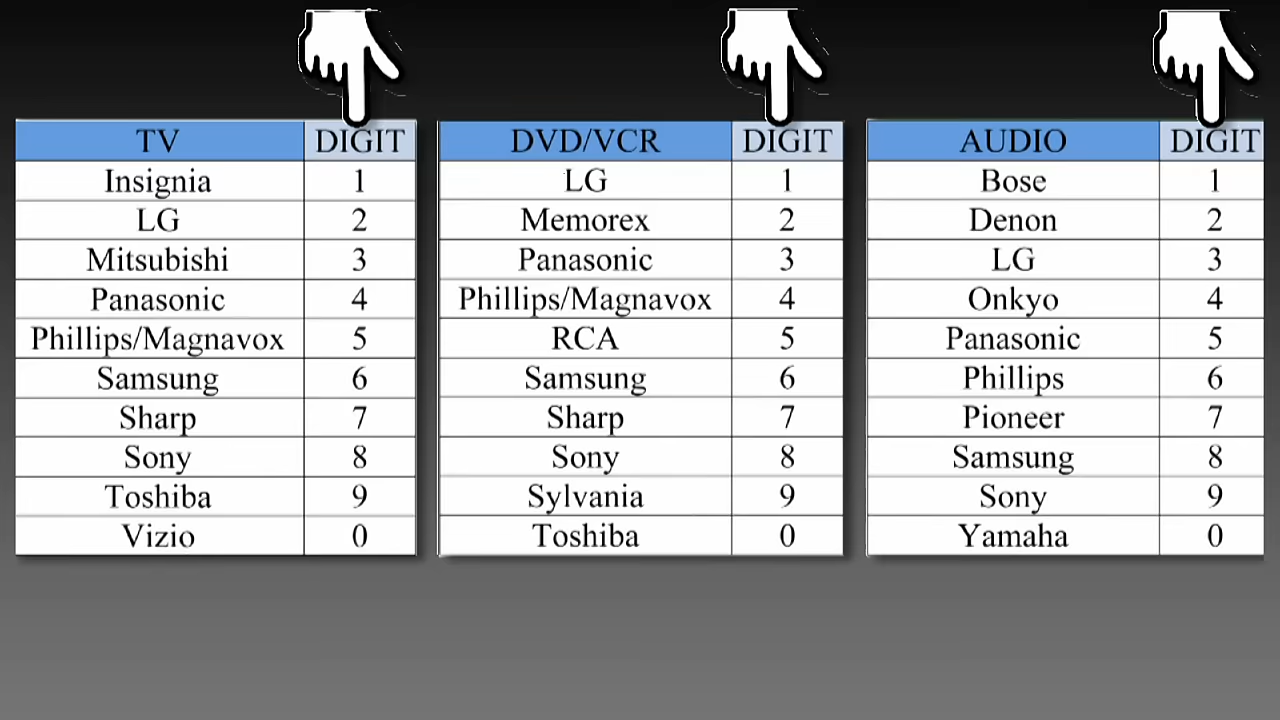 TV DIGIT
Insignia 1
LG 2
Mitsubishi 3
Panasonic 4
Phillips/Magnavox 5
Samsung 6
Sharp 7
Sony 8
Toshiba 9
Vizio 0
DVD/VCR DIGIT
LG 1
Memorex 2
Panasonic 3
Phillips/Magnavox 4
RCA 5
Samsung 6
Sharp 7
Sony 8
Sylvania 9
Toshiba 0
AUDIO DIGIT
Bose 1
Denon 2
LG 3
Onkyo 4
Panasonic 5
Phillips 6
Pioneer 7
Samsung 8
Sony 9
Yamaha 0